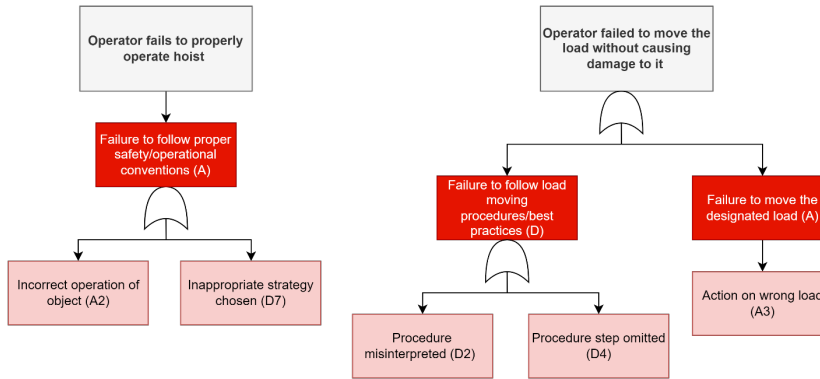 Operator fails to properly
operate hoist
Operator failed to move the
load without causing
damage to it
Failure to follow proper
safety/operational
conventions (A)
Failure to follow load
moving
procedures/best
practices (D)
Failure to move the
designated load (A)
Incorrect operation of
object (A2)
Inappropriate strategy
chosen (D7)
Action on wrong load
(A3)
Procedure
misinterpreted (D2)
Procedure step omitted
(D4)